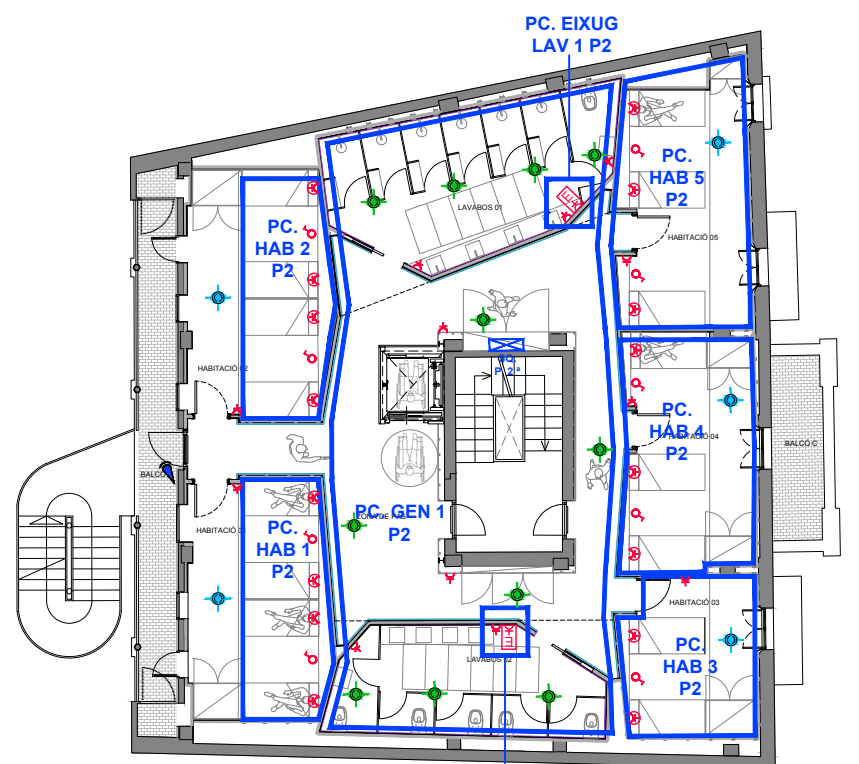 PC. EIXUG
LAV 1 P2
PC.
HAB 5
P2
LAVABOS 01
HABITACIÓ 05
PC.
HAB 2
P2
HABITACIÓ 02
PC.
HAB 4
P2
HABITACIÓ 04
BALCÓ C
BALCÓ
PC. GEN 1
P2
PC.
HAB 1
P2
HABITACIÓ 03
LAVABOS 02
PC.
HAB 3
P2